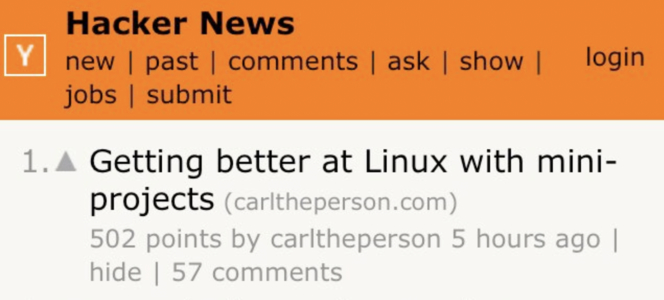 Hacker News
Y
new | past | comments | ask | show |
login
jobs | submit
1. ▲ Getting better at Linux with mini-
projects (carltheperson.com)
502 points by carltheperson 5 hours ago |
hide | 57 comments